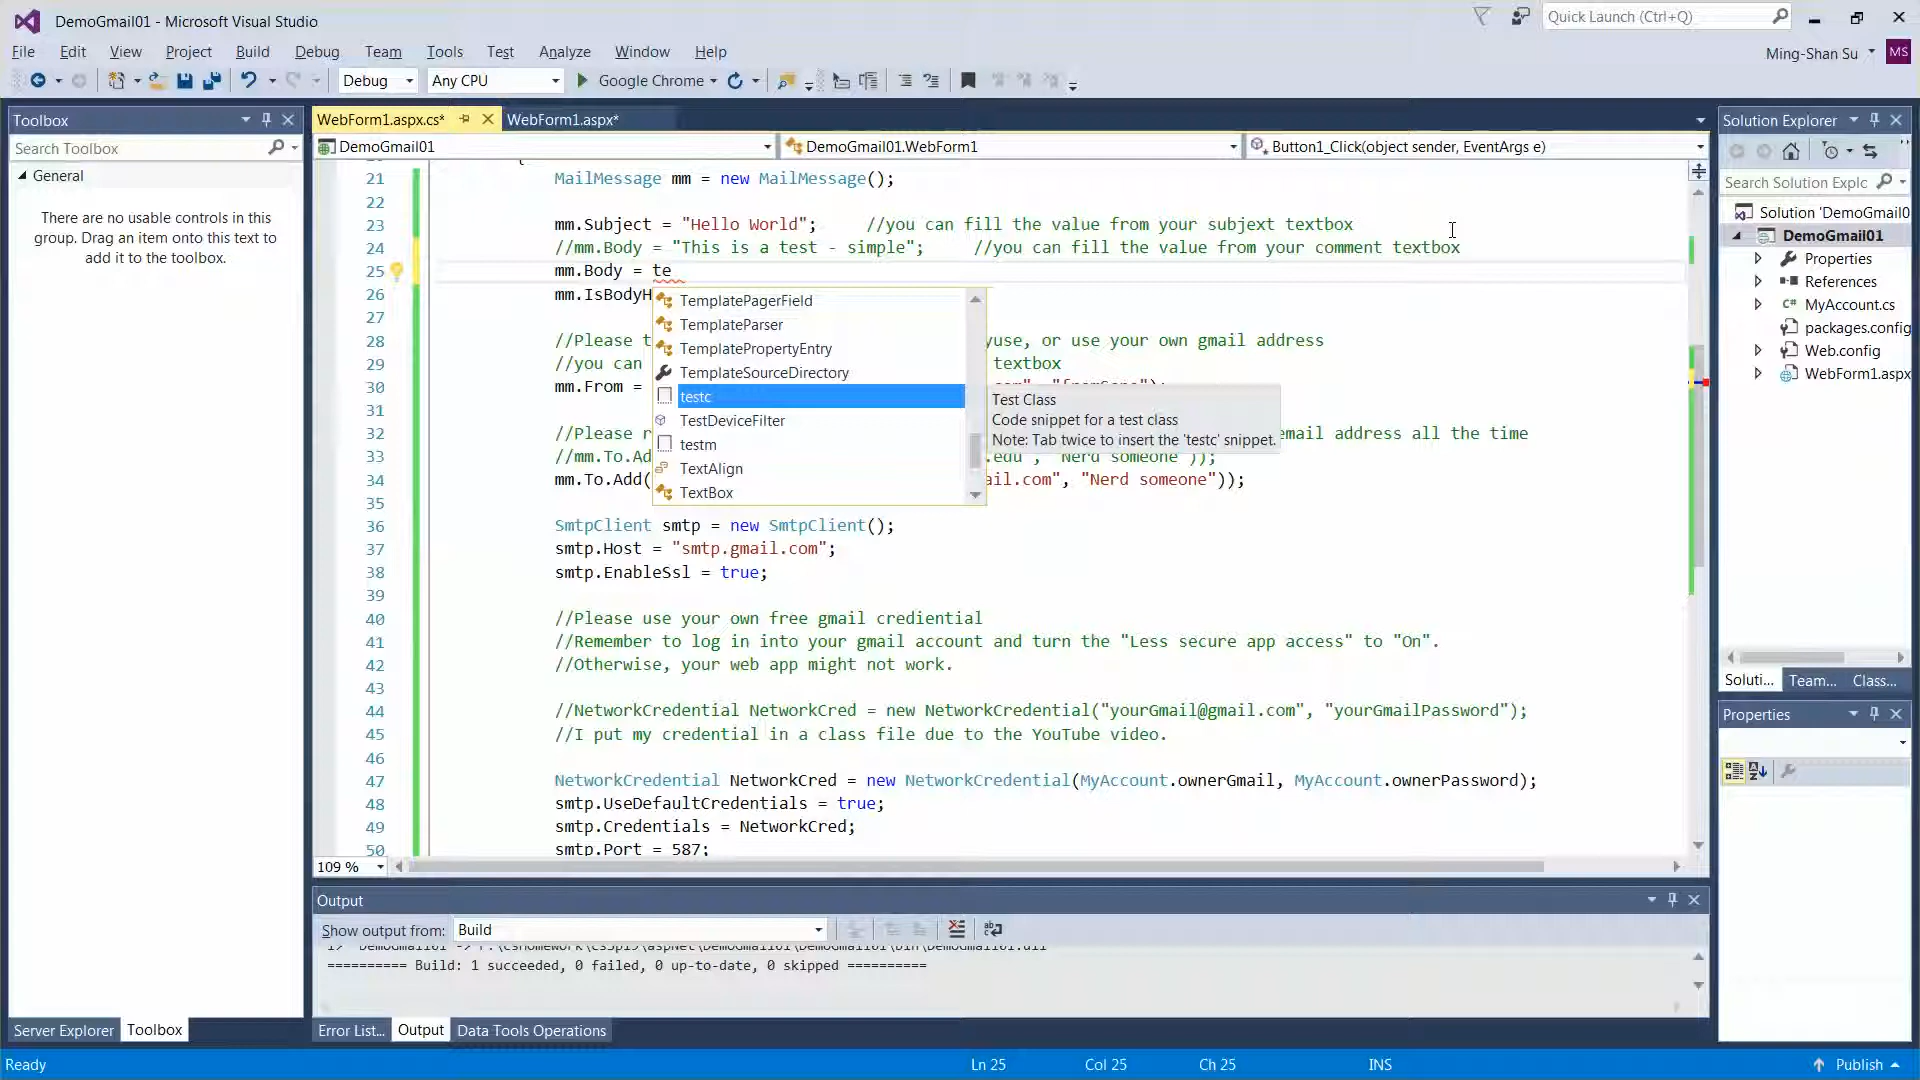 DemoGmail01 - Microsoft Visual Studio
Quick Launch (Ctrl+Q)
File Edit View Project Build Debug Team Tools Test Analyze Window Help
Ming-Shan Su MS
Debug Any CPU Google Chrome
Toolbox
Search Toolbox
General
There are no usable controls in this
group. Drag an item onto this text to
add it to the toolbox.
Server Explorer Toolbox
WebForm1.aspx.cs* WebForm1.aspx*
DemoGmail01 DemoGmail01.WebForm1 Button1_Click(object sender, EventArgs e)
21 MailMessage mm = new MailMessage();
22
23 mm.Subject = "Hello World"; //you can fill the value from your subjext textbox
24 //mm.Body = "This is a test - simple"; //you can fill the value from your comment textbox
25 mm.Body = te
26 mm.IsBodyH
27
28 //Please t yuse, or use your own gmail address
29 //you can textbox
30 mm.From =
31
32 //Please r email address all the time
33 //mm.To.Ad .edu", "Nerd someone"));
34 mm.To.Add( ail.com", "Nerd someone"));
35
36 SmtpClient smtp = new SmtpClient();
37 smtp.Host = "smtp.gmail.com";
38 smtp.EnableSsl = true;
39
40 //Please use your own free gmail crediential
41 //Remember to log in into your gmail account and turn the "Less secure app access" to "On".
42 //Otherwise, your web app might not work.
43
44 //NetworkCredential NetworkCred = new NetworkCredential("yourGmail@gmail.com", "yourGmailPassword");
45 //I put my credential in a class file due to the YouTube video.
46
47 NetworkCredential NetworkCred = new NetworkCredential(MyAccount.ownerGmail, MyAccount.ownerPassword);
48 smtp.UseDefaultCredentials = true;
49 smtp.Credentials = NetworkCred;
50 smtp.Port = 587;
TemplatePagerField
TemplateParser
TemplatePropertyEntry
TemplateSourceDirectory
testc
TestDeviceFilter
testm
TextAlign
TextBox
Test Class
Code snippet for a test class
Note: Tab twice to insert the 'testc' snippet.
109 %
Output
Show output from: Build
========== Build: 1 succeeded, 0 failed, 0 up-to-date, 0 skipped ==========
Error List... Output Data Tools Operations
Solution Explorer
Search Solution Explc
Solution 'DemoGmail0
DemoGmail01
Properties
References
C# MyAccount.cs
packages.config
Web.config
WebForm1.aspx
Soluti... Team... Class...
Properties
Ready Ln 25 Col 25 Ch 25 INS Publish